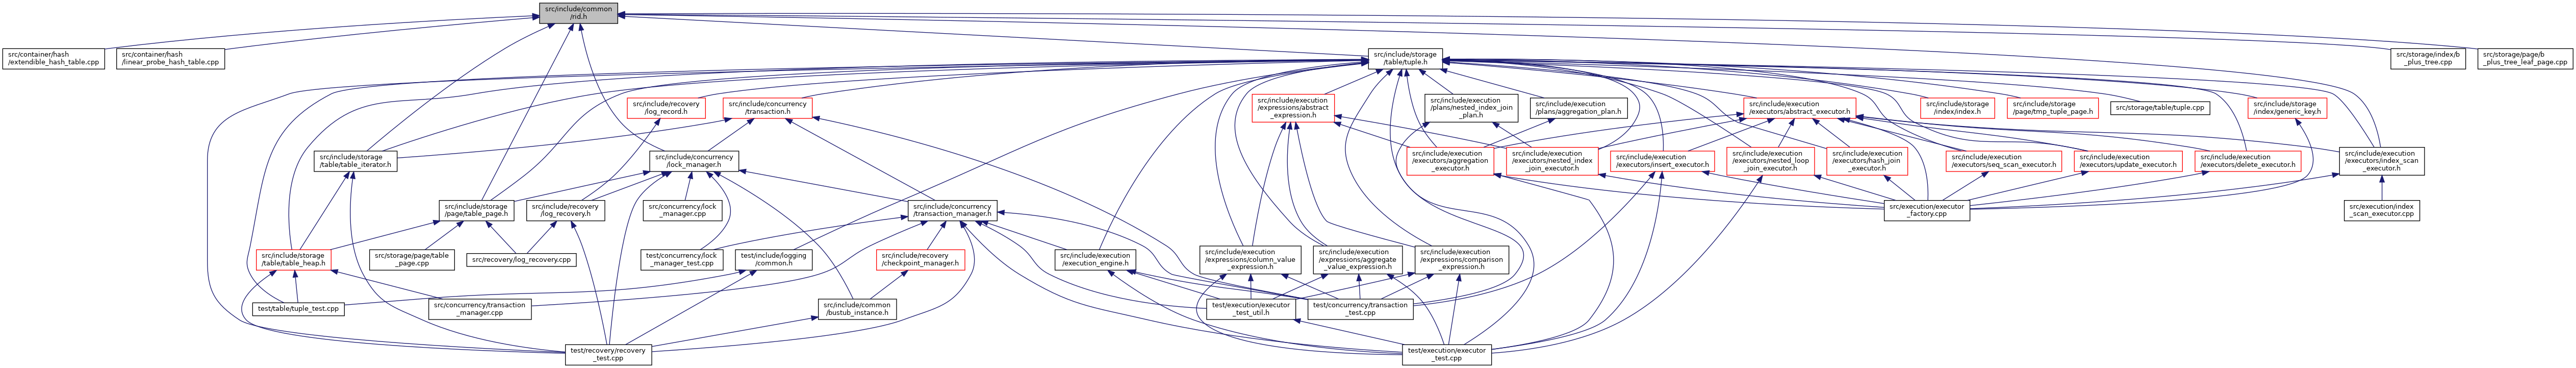 src/include/common
/rid.h
src/container/hash
/extendible_hash_table.cpp
src/container/hash
/linear_probe_hash_table.cpp
src/include/storage
/table/tuple.h
src/storage/index/b
_plus_tree.cpp
src/storage/page/b
_plus_tree_leaf_page.cpp
src/include/recovery
/log_record.h
src/include/concurrency
/transaction.h
src/include/execution
/expressions/abstract
_expression.h
src/include/execution
/plans/nested_index_join
_plan.h
src/include/execution
/plans/aggregation_plan.h
src/include/execution
/executors/abstract_executor.h
src/include/storage
/index/index.h
src/include/storage
/page/tmp_tuple_page.h
src/storage/table/tuple.cpp
src/include/storage
/index/generic_key.h
src/include/storage
/table/table_iterator.h
src/include/concurrency
/lock_manager.h
src/include/execution
/executors/aggregation
_executor.h
src/include/execution
/executors/nested_index
_join_executor.h
src/include/execution
/executors/insert_executor.h
src/include/execution
/executors/nested_loop
_join_executor.h
src/include/execution
/executors/hash_join
_executor.h
src/include/execution
/executors/seq_scan_executor.h
src/include/execution
/executors/update_executor.h
src/include/execution
/executors/delete_executor.h
src/include/execution
/executors/index_scan
_executor.h
src/include/storage
/page/table_page.h
src/include/recovery
/log_recovery.h
src/concurrency/lock
_manager.cpp
src/include/concurrency
/transaction_manager.h
src/execution/executor
_factory.cpp
src/execution/index
_scan_executor.cpp
src/include/storage
/table/table_heap.h
src/storage/page/table
_page.cpp
src/recovery/log_recovery.cpp
test/concurrency/lock
_manager_test.cpp
test/include/logging
/common.h
src/include/recovery
/checkpoint_manager.h
src/include/execution
/execution_engine.h
src/include/execution
/expressions/column_value
_expression.h
src/include/execution
/expressions/aggregate
_value_expression.h
src/include/execution
/expressions/comparison
_expression.h
test/table/tuple_test.cpp
src/concurrency/transaction
_manager.cpp
src/include/common
/bustub_instance.h
test/execution/executor
_test_util.h
test/concurrency/transaction
_test.cpp
test/recovery/recovery
_test.cpp
test/execution/executor
_test.cpp